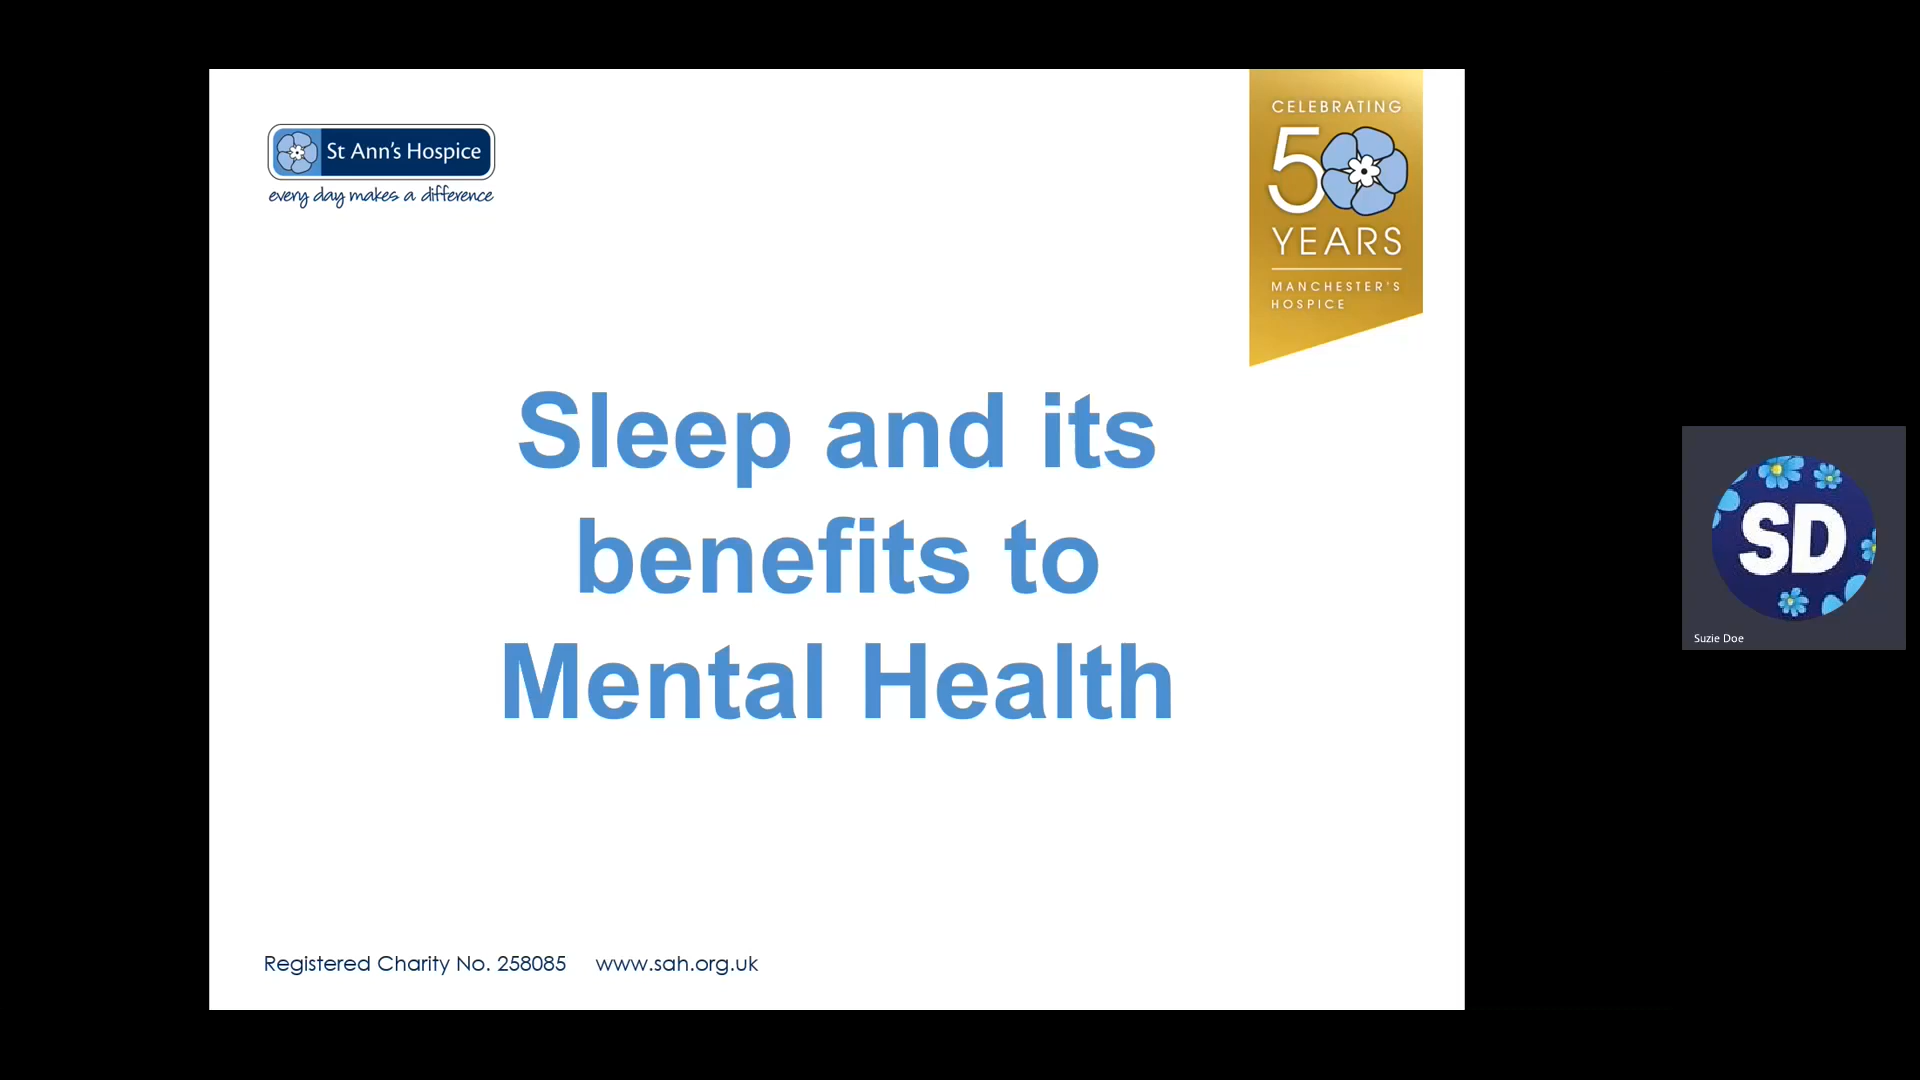 St Ann's Hospice
every day makes a difference
CELEBRATING
50
YEARS
MANCHESTER'S
HOSPICE
Sleep and its
benefits to
Mental Health
SD
Suzie Doe
Registered Charity No. 258085 www.sah.org.uk